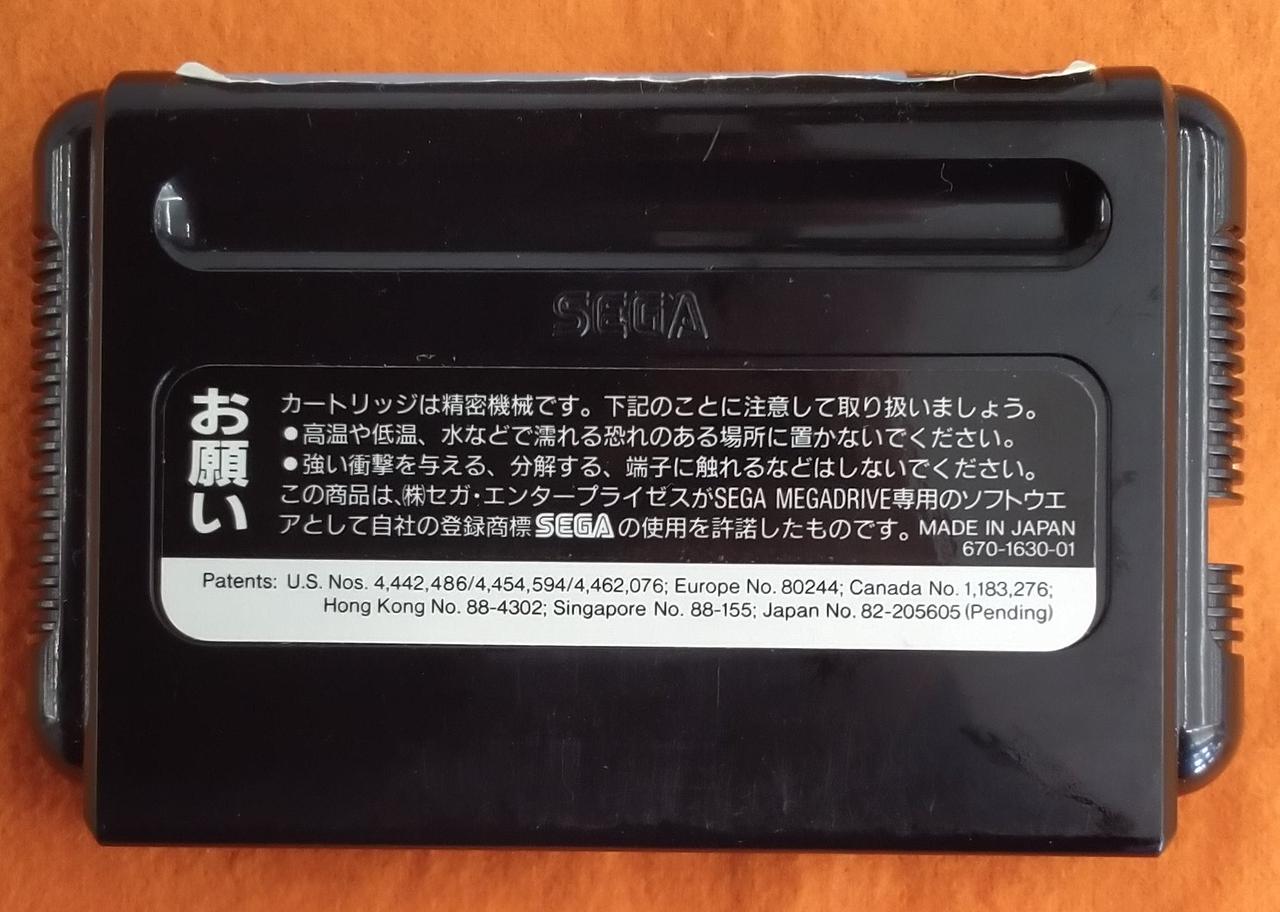 SEGA
お願い
カートリッジは精密機械です。下記のことに注意して取り扱いましょう。
●高温や低温、水などで濡れる恐れのある場所に置かないでください。
●強い衝撃を与える、分解する、端子に触れるなどはしないでください。
この商品は、㈱セガ・エンタープライゼスがSEGA MEGADRIVE専用のソフトウエ
アとして自社の登録商標SEGAの使用を許諾したものです。MADE IN JAPAN
670-1630-01
Patents: U.S. Nos. 4,442,486/4,454,594/4,462,076; Europe No. 80244; Canada No. 1,183,276;
Hong Kong No. 88-4302; Singapore No. 88-155; Japan No. 82-205605 (Pending)